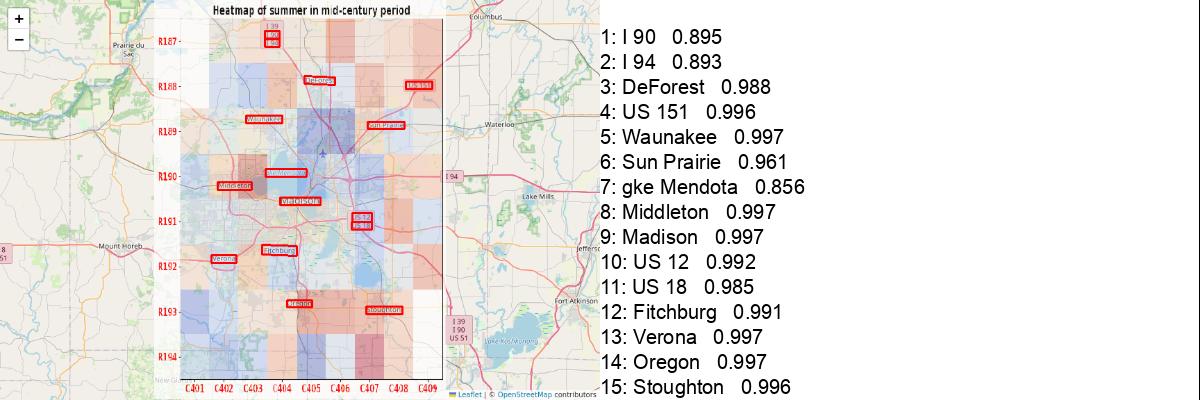 Heatmap of summer in mid-century period
+
−
Columbus
Prairie du
Sac
I 39
I 90
I 94
R187
DeForest
US 151
R188
Waunakee
Sun Prairie
Waterloo
R189
R190
I 94
Middleton
Lake Mills
Madison
US 12
US 18
R191
Mount Horeb
Fitchburg
Verona
R192
Fort Atkinson
Oregon
Stoughton
R193
I 39
I 90
US 51
Lake Koshkonong
R194
C401 C402 C403 C404 C405 C406 C407 C408 C409
Leaflet | © OpenStreetMap contributors
1: I 90 0.895
2: I 94 0.893
3: DeForest 0.988
4: US 151 0.996
5: Waunakee 0.997
6: Sun Prairie 0.961
7: gke Mendota 0.856
8: Middleton 0.997
9: Madison 0.997
10: US 12 0.992
11: US 18 0.985
12: Fitchburg 0.991
13: Verona 0.997
14: Oregon 0.997
15: Stoughton 0.996